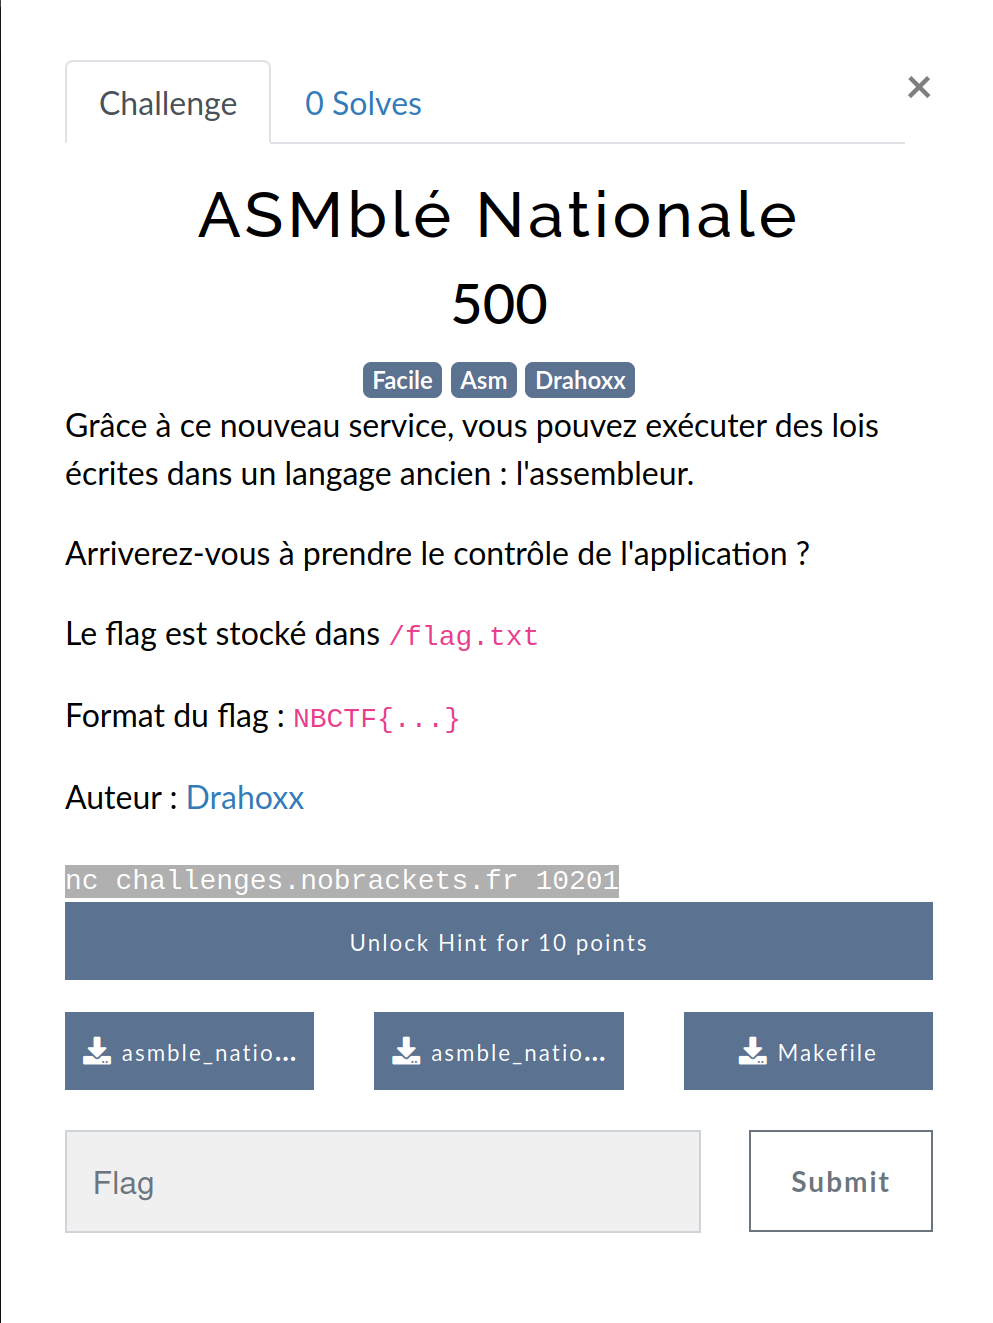 Challenge
0 Solves
×
ASMblé Nationale
500
Facile Asm Drahoxx
Grâce à ce nouveau service, vous pouvez exécuter des lois
écrites dans un langage ancien : l'assembleur.
Arriverez-vous à prendre le contrôle de l'application ?
Le flag est stocké dans /flag.txt
Format du flag : NBCTF{...}
Auteur : Drahoxx
nc challenges.nobrackets.fr 10201
Unlock Hint for 10 points
asmble_natio...
asmble_natio...
Makefile
Flag
Submit